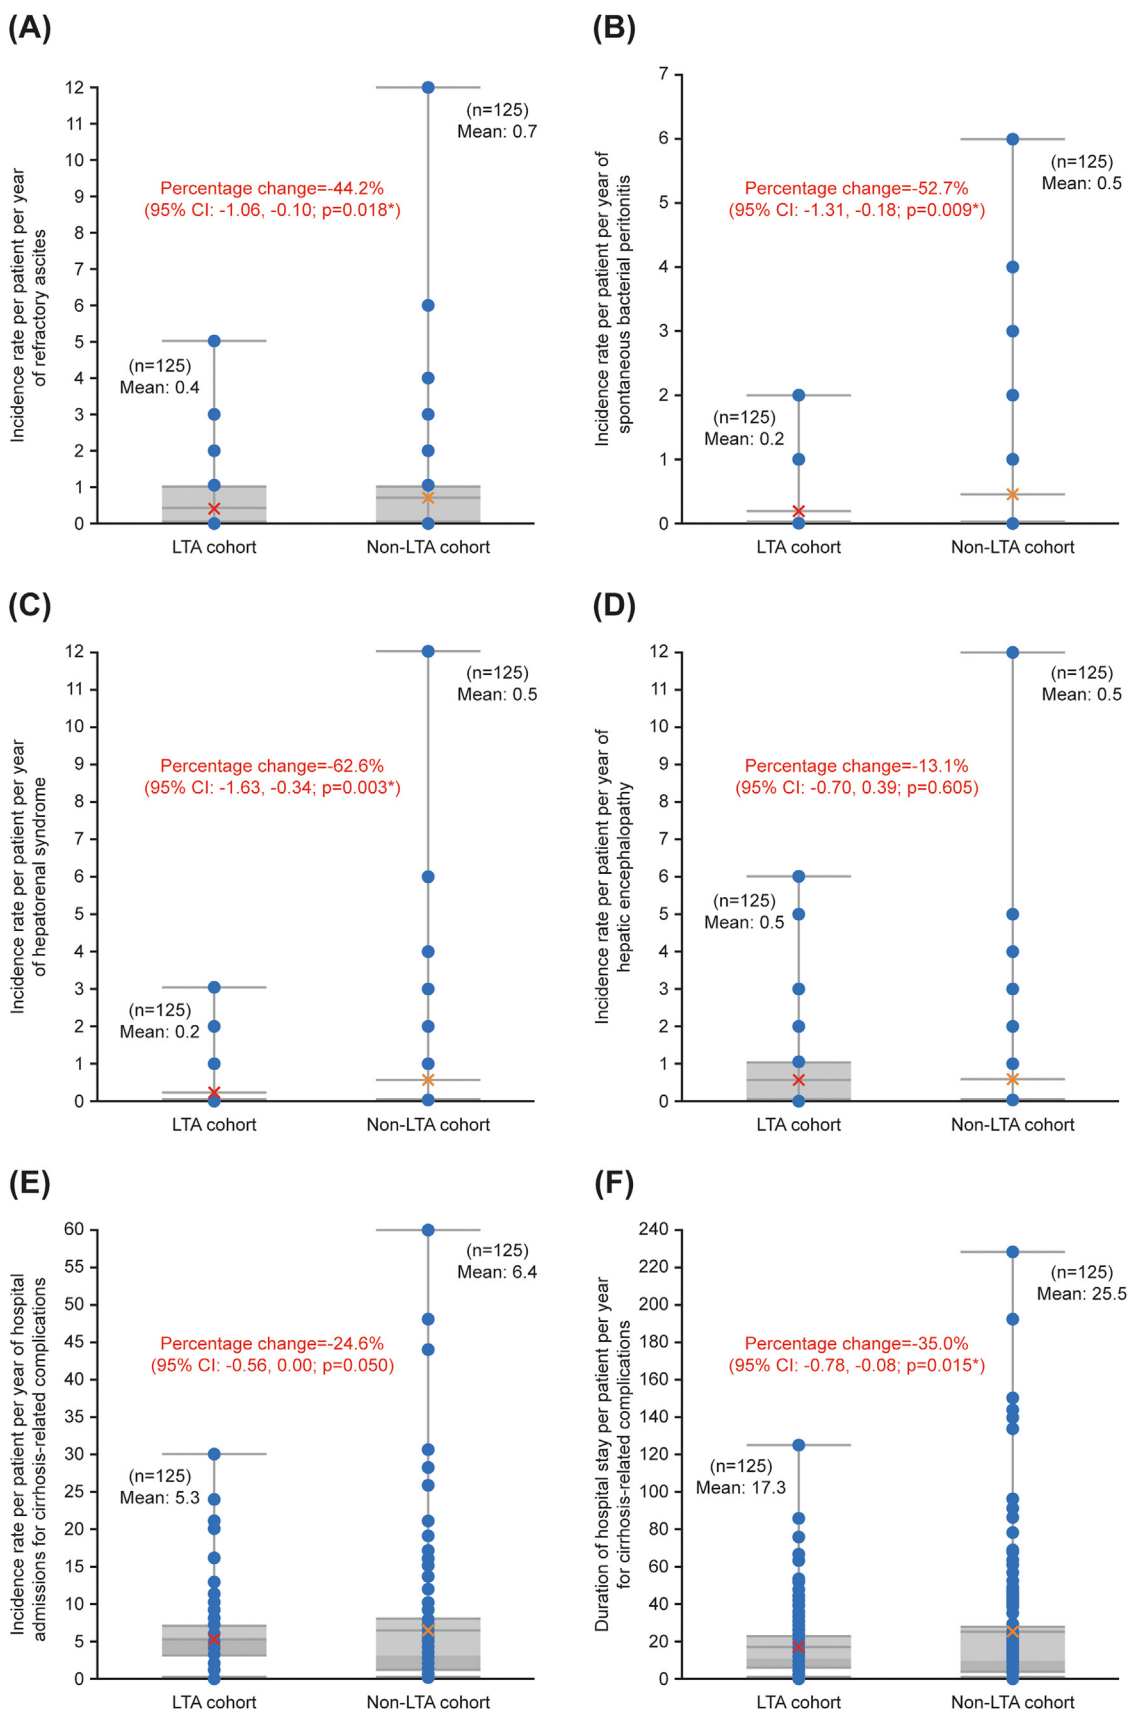 (A)
Incidence rate per patient per year
of refractory ascites
12
11
10
9
8
7
6
5
4
3
2
1
0
(n=125)
Mean: 0.7
Percentage change=-44.2%
(95% CI: -1.06, -0.10; p=0.018*)
(n=125)
Mean: 0.4
LTA cohort
Non-LTA cohort
(B)
Incidence rate per patient per year of
spontaneous bacterial peritonitis
7
6
5
4
3
2
1
0
(n=125)
Mean: 0.5
Percentage change=-52.7%
(95% CI: -1.31, -0.18; p=0.009*)
(n=125)
Mean: 0.2
LTA cohort
Non-LTA cohort
(C)
Incidence rate per patient per year
of hepatorenal syndrome
12
11
10
9
8
7
6
5
4
3
2
1
0
(n=125)
Mean: 0.5
Percentage change=-62.6%
(95% CI: -1.63, -0.34; p=0.003*)
(n=125)
Mean: 0.2
LTA cohort
Non-LTA cohort
(D)
Incidence rate per patient per year of
hepatic encephalopathy
12
11
10
9
8
7
6
5
4
3
2
1
0
(n=125)
Mean: 0.5
Percentage change=-13.1%
(95% CI: -0.70, 0.39; p=0.605)
(n=125)
Mean: 0.5
LTA cohort
Non-LTA cohort
(E)
Incidence rate per patient per year of hospital
admissions for cirrhosis-related complications
60
55
50
45
40
35
30
25
20
15
10
5
0
(n=125)
Mean: 6.4
Percentage change=-24.6%
(95% CI: -0.56, 0.00; p=0.050)
(n=125)
Mean: 5.3
LTA cohort
Non-LTA cohort
(F)
Duration of hospital stay per patient per year
for cirrhosis-related complications
240
220
200
180
160
140
120
100
80
60
40
20
0
(n=125)
Mean: 25.5
Percentage change=-35.0%
(95% CI: -0.78, -0.08; p=0.015*)
(n=125)
Mean: 17.3
LTA cohort
Non-LTA cohort